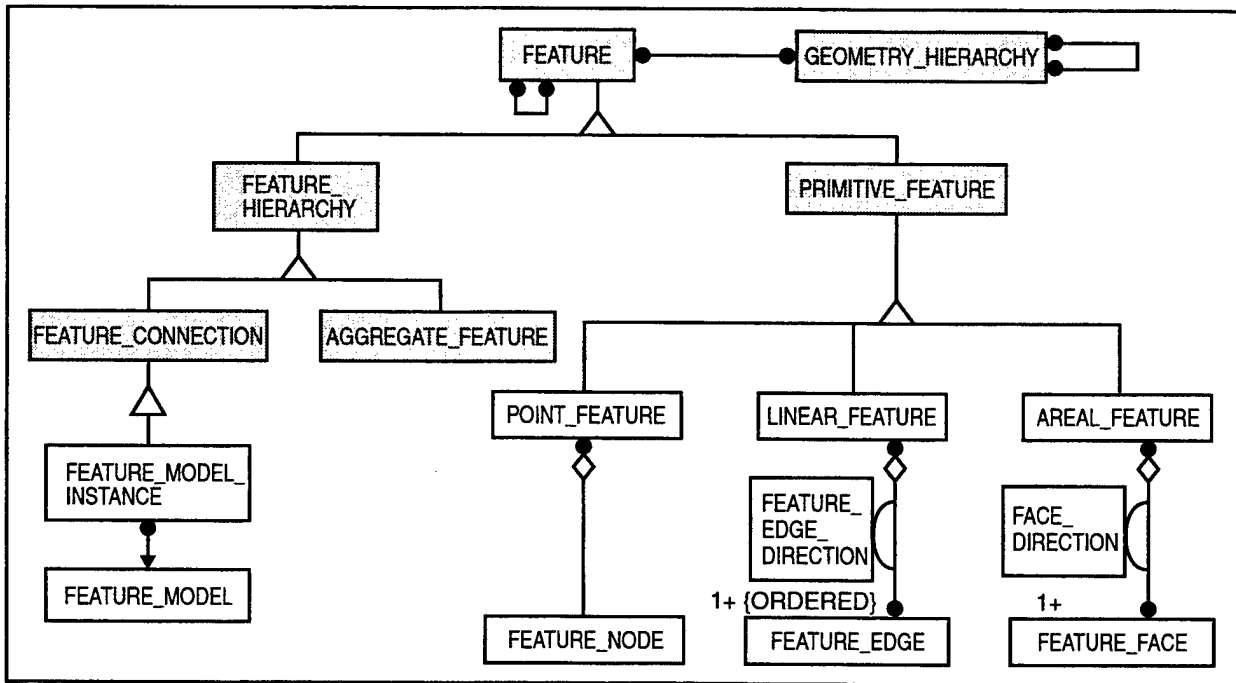 FEATURE
GEOMETRY_HIERARCHY
FEATURE_
HIERARCHY
PRIMITIVE_FEATURE
FEATURE_CONNECTION
AGGREGATE_FEATURE
POINT_FEATURE
LINEAR_FEATURE
AREAL_FEATURE
FEATURE_MODEL_
INSTANCE
FEATURE_
EDGE_
DIRECTION
FACE_
DIRECTION
FEATURE_MODEL
1+ {ORDERED}
1+
FEATURE_NODE
FEATURE_EDGE
FEATURE_FACE